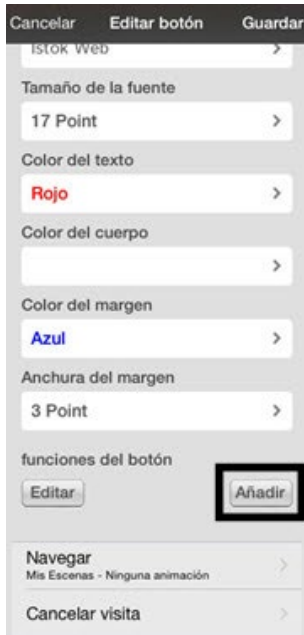 Cancelar Editar botón Guardar
Istok Web
Tamaño de la fuente
17 Point
Color del texto
Rojo
Color del cuerpo
Color del margen
Azul
Anchura del margen
3 Point
funciones del botón
Editar Añadir
Navegar
Mis Escenas - Ninguna animación
Cancelar visita